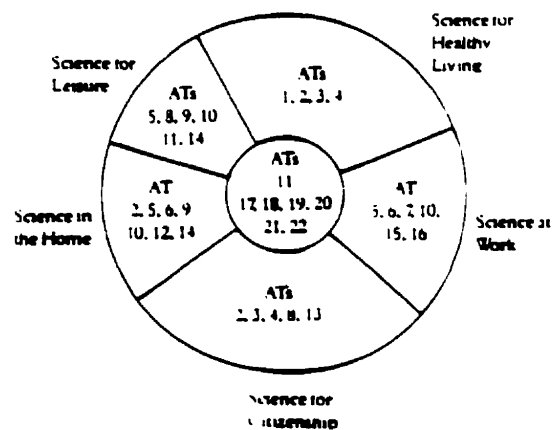 Science for
Healthy
Living
Science for
Leisure
ATs
1, 2, 3, 4
ATs
5, 8, 9, 10
11, 14
ATs
11
17, 18, 19, 20
21, 22
AT
2, 5, 6, 9
10, 12, 14
AT
5, 6, 7, 10,
15, 16
Science in
the Home
Science at
Work
ATs
2, 3, 4, 8, 13
Science for
Citizenship